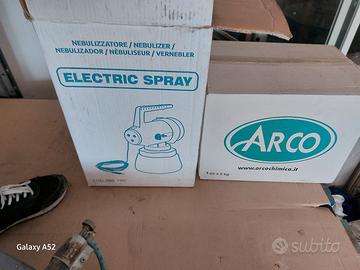 NEBULIZZATORE / NEBULIZER /
NEBULIZADOR / NÉBULISEUR / VERNEBLER
ELECTRIC SPRAY
ARCO
www.arcochimica.it
Galaxy A52
subito